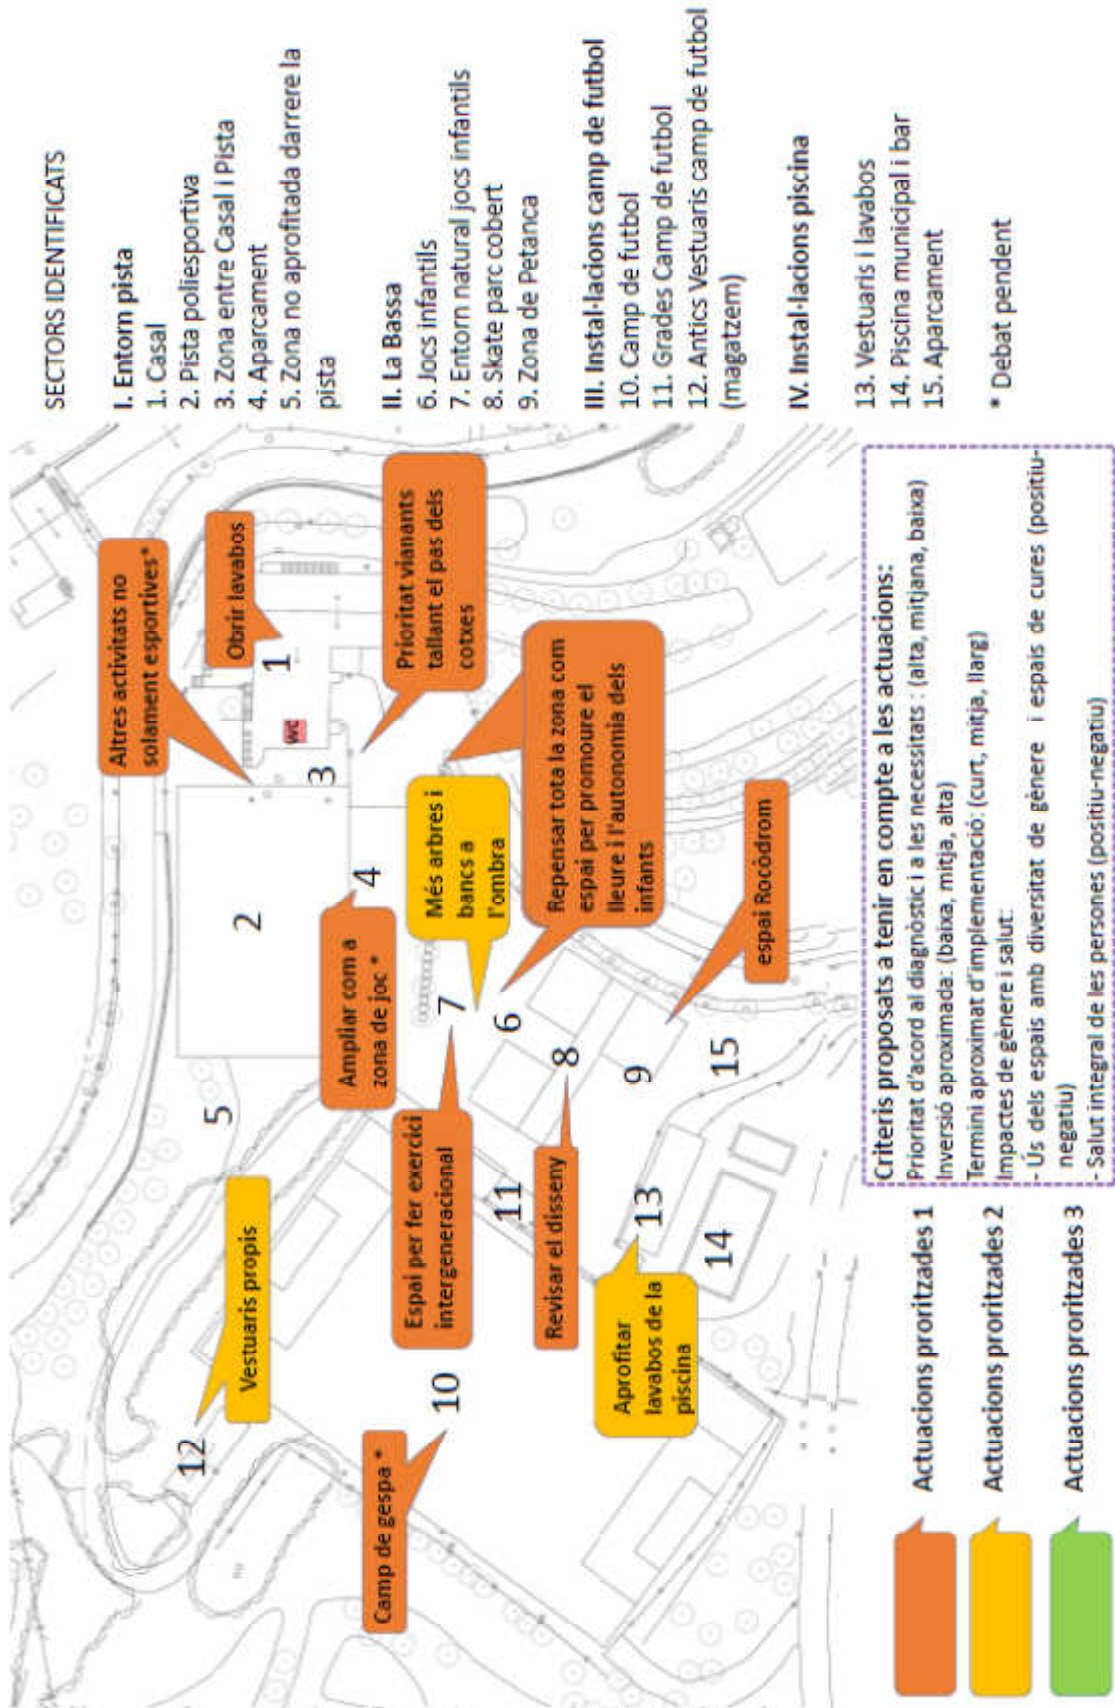 SECTORS IDENTIFICATS
I. Entorn pista
1. Casal
2. Pista poliesportiva
3. Zona entre Casal i Pista
4. Aparcament
5. Zona no aprofitada darrere la
pista
II. La Bassa
6. Jocs infantils
7. Entorn natural jocs infantils
8. Skate parc cobert
9. Zona de Petanca
III. Instal·lacions camp de futbol
10. Camp de futbol
11. Grades Camp de futbol
12. Antics Vestuaris camp de futbol
(magatzem)
IV. Instal·lacions piscina
13. Vestuaris i lavabos
14. Piscina municipal i bar
15. Aparcament
* Debat pendent
Altres activitats no
solament esportives*
Obrir lavabos
1
wc
3
Prioritat vianants
tallant el pas dels
cotxes
2
4
Més arbres i
bancs a
l'ombra
Repensar tota la zona com
espai per promoure el
lleure i l'autonomia dels
infants
espai Rocòdrom
Ampliar com a
zona de joc *
7
6
5
8
9
15
Espai per fer exercici
intergeneracional
11
Revisar el disseny
13
14
Vestuaris propis
Aprofitar
lavabos de la
piscina
10
12
Camp de gespa *
Actuacions proritzades 1
Actuacions proritzades 2
Actuacions proritzades 3
Criteris proposats a tenir en compte a les actuacions:
Prioritat d'acord al diagnòstic i a les necessitats : (alta, mitjana, baixa)
Inversió aproximada: (baixa, mitja, alta)
Termini aproximat d'implementació: (curt, mitja, llarg)
Impactes de gènere i salut:
- Ús dels espais amb diversitat de gènere i espais de cures (positiu-
negatiu)
- Salut integral de les persones (positiu-negatiu)